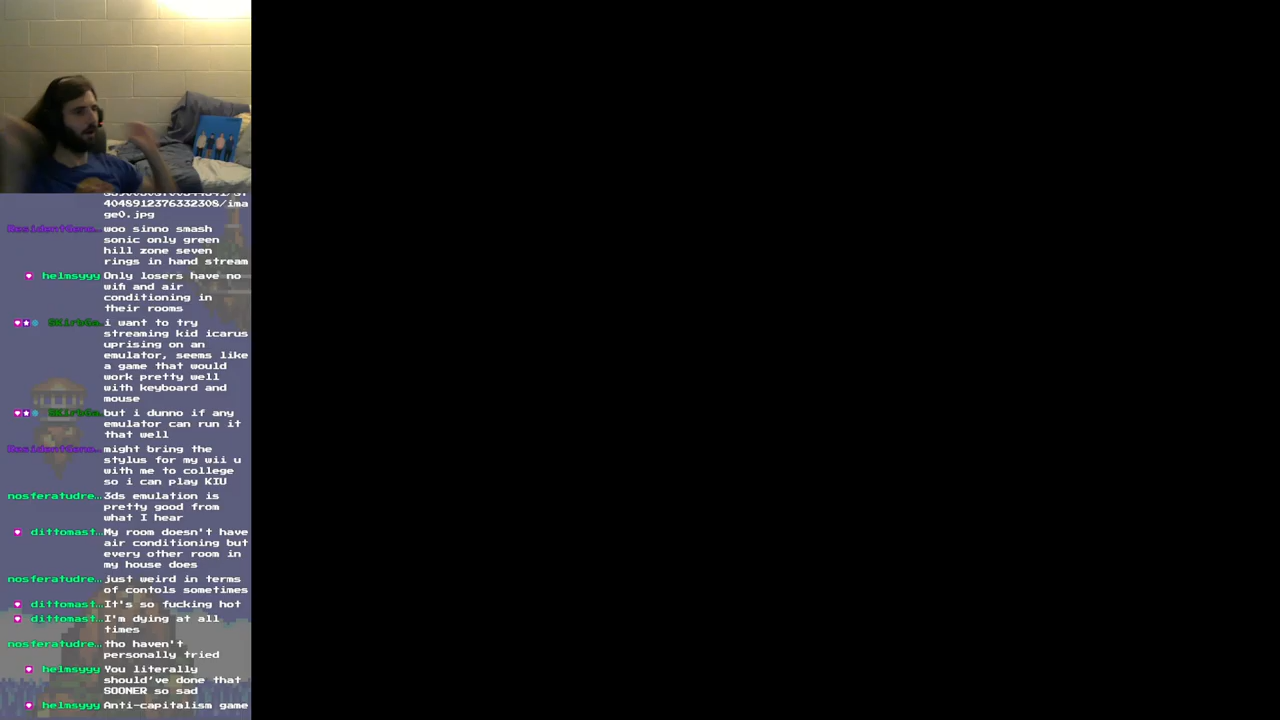 4048912376332308/ima
ge0.jpg
woo sinno smash
sonic only green
hill zone seven
rings in hand stream
helmsyyy Only losers have no
wifi and air
conditioning in
their rooms
i want to try
streaming kid icarus
uprising on an
emulator, seems like
a game that would
work pretty well
with keyboard and
mouse
but i dunno if any
emulator can run it
that well
might bring the
stylus for my wii u
with me to college
so i can play KIU
nosferatudre… 3ds emulation is
pretty good from
what I hear
dittomast… My room doesn't have
air conditioning but
every other room in
my house does
nosferatudre… just weird in terms
of contols sometimes
dittomast… It's so fucking hot
dittomast… I'm dying at all
times
nosferatudre… tho haven't
personally tried
helmsyyy You literally
should've done that
SOONER so sad
helmsyyy Anti-capitalism game